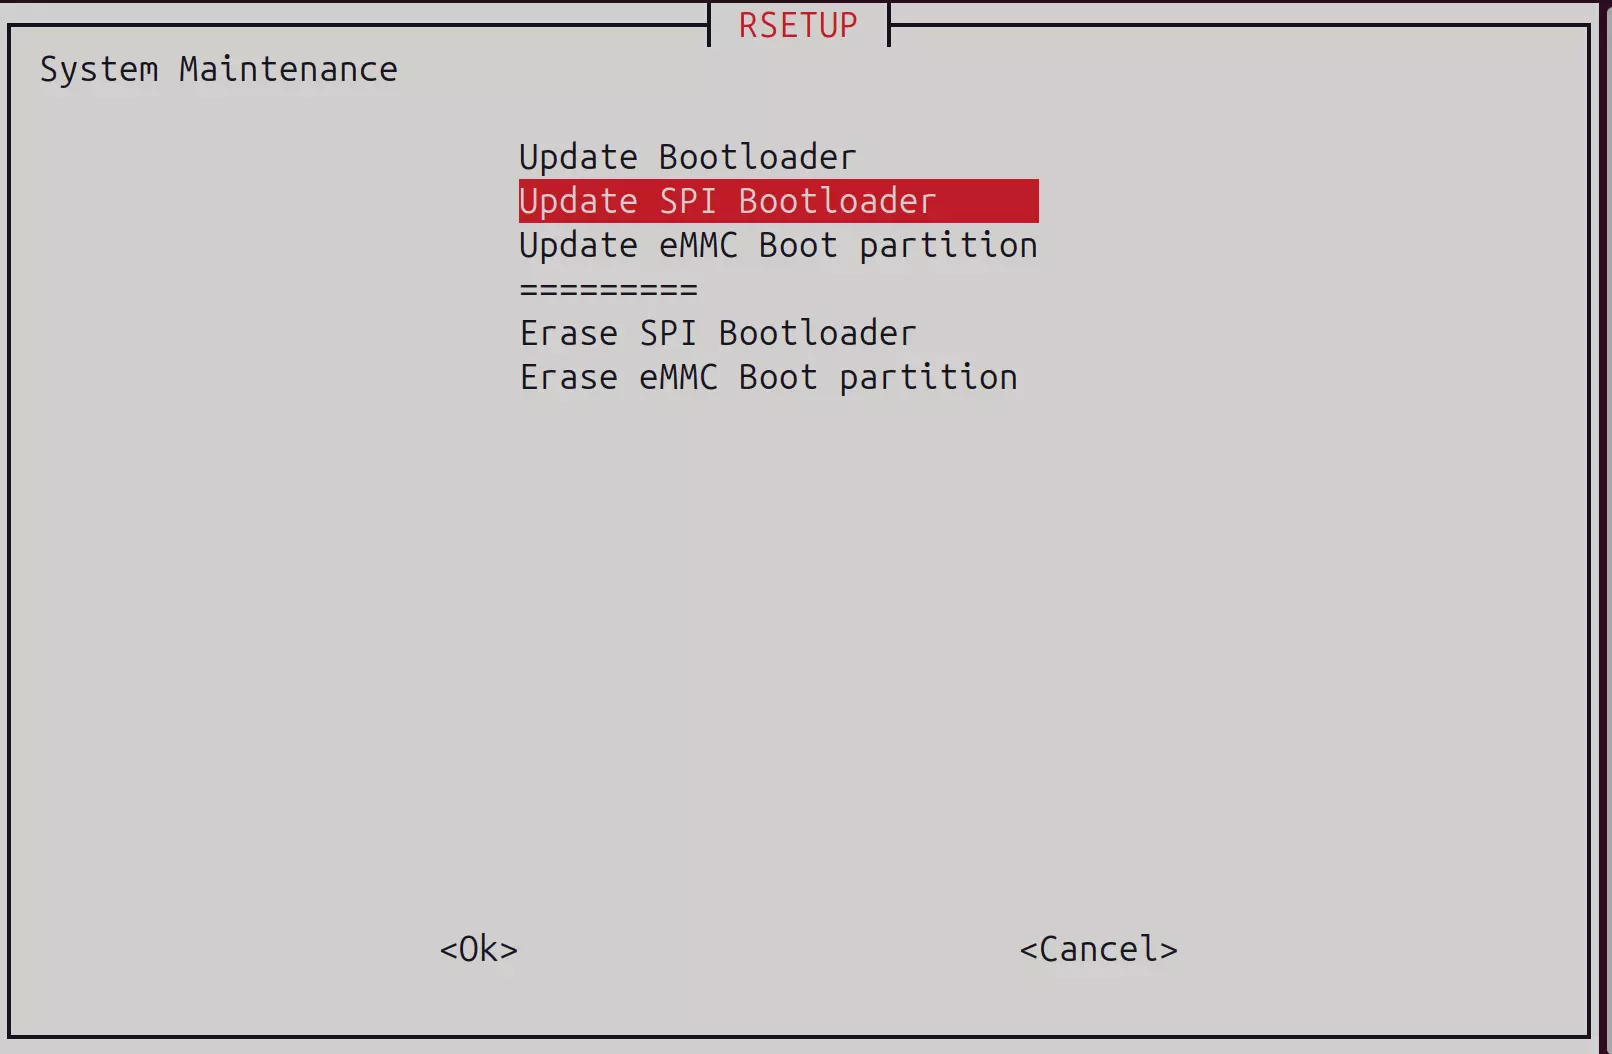 RSETUP
System Maintenance
Update Bootloader
Update SPI Bootloader
Update eMMC Boot partition
=========
Erase SPI Bootloader
Erase eMMC Boot partition
<Ok> <Cancel>